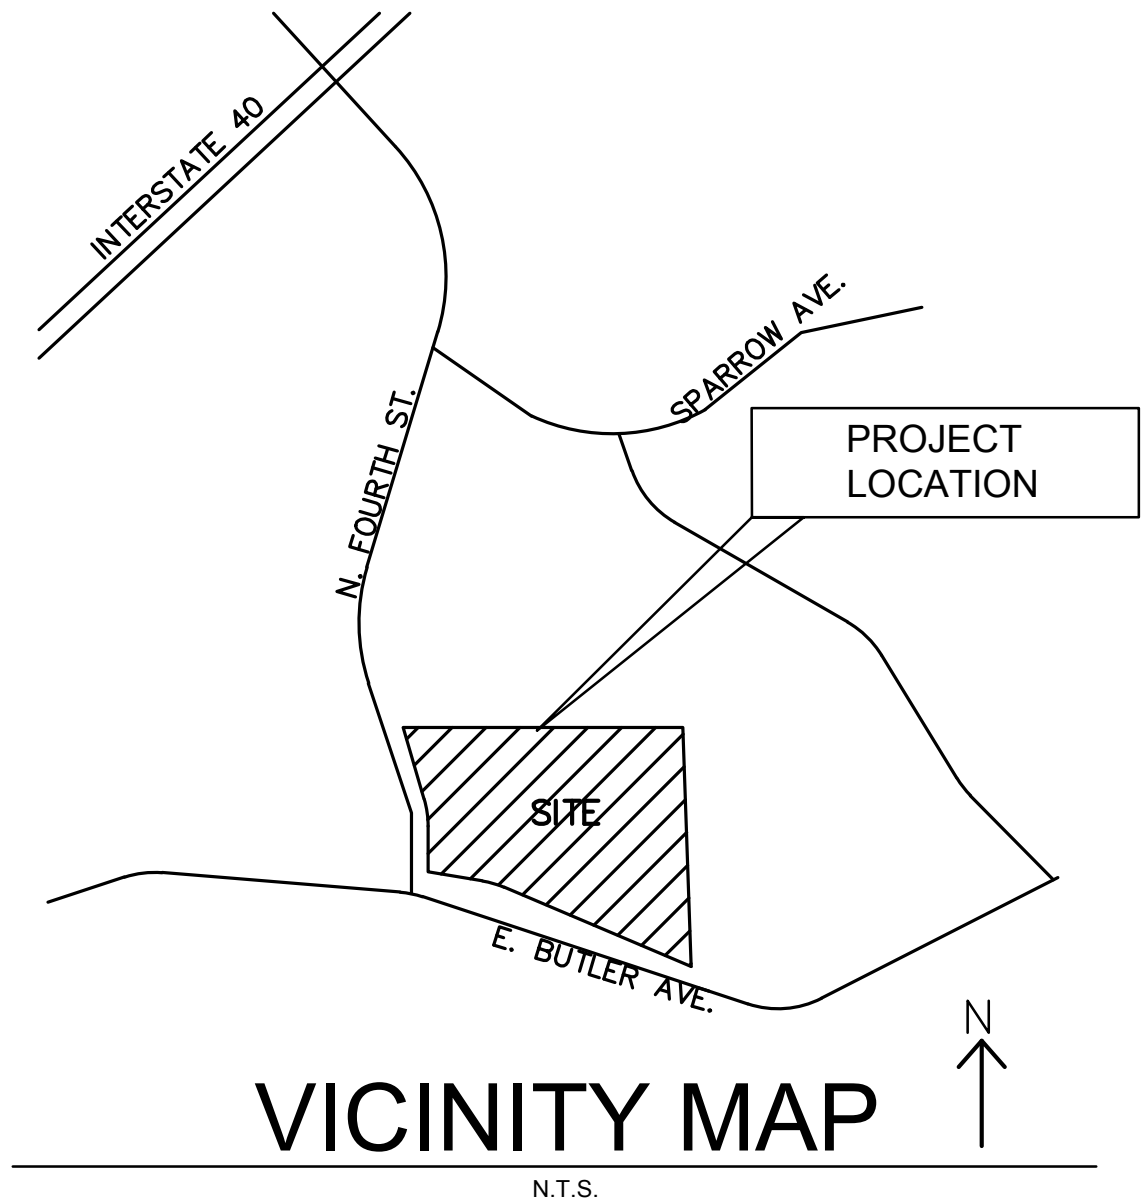 INTERSTATE 40
SPARROW AVE.
N. FOURTH ST.
PROJECT
LOCATION
SITE
E. BUTLER AVE.
N
VICINITY MAP
N.T.S.